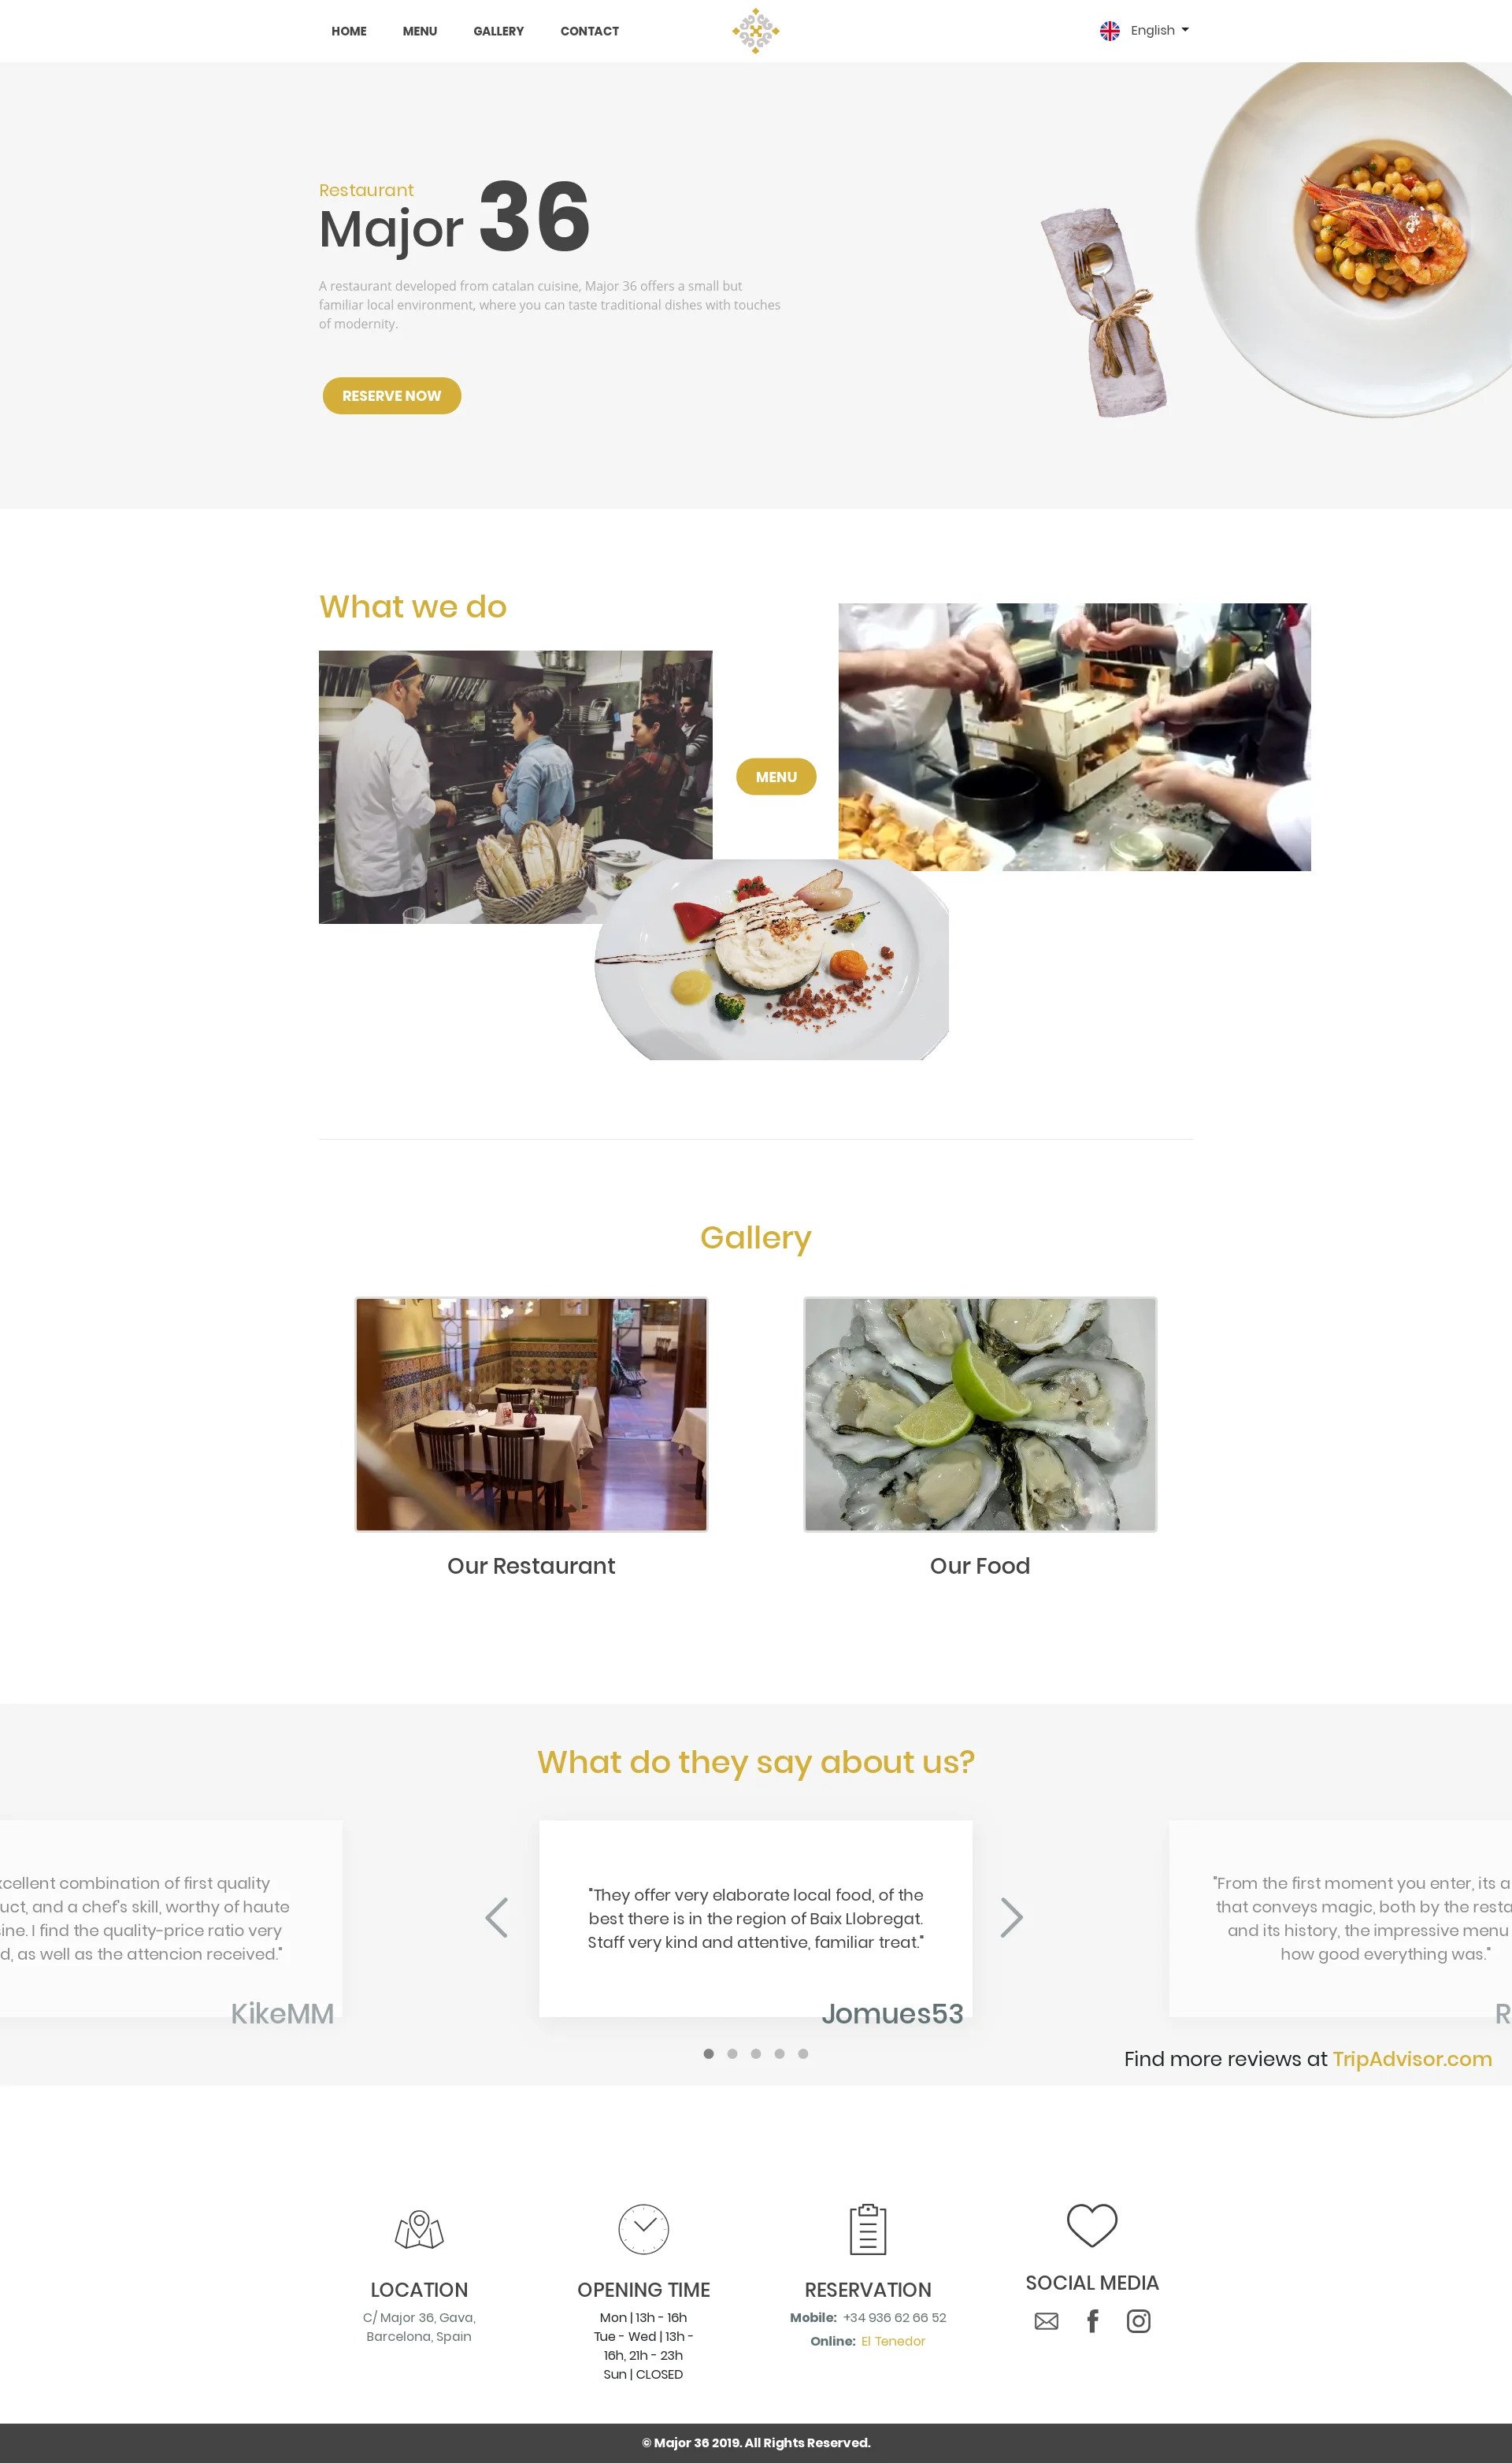 HOME MENU GALLERY CONTACT English
Restaurant
Major 36
A restaurant developed from catalan cuisine, Major 36 offers a small but
familiar local environment, where you can taste traditional dishes with touches
of modernity.
RESERVE NOW
What we do
MENU
Gallery
Our Restaurant
Our Food
What do they say about us?
xcellent combination of first quality
uct, and a chef's skill, worthy of haute
ine. I find the quality-price ratio very
d, as well as the attencion received."
KikeMM
"They offer very elaborate local food, of the
best there is in the region of Baix Llobregat.
Staff very kind and attentive, familiar treat."
Jomues53
"From the first moment you enter, its a
that conveys magic, both by the resta
and its history, the impressive menu
how good everything was."
R
Find more reviews at TripAdvisor.com
LOCATION
C/ Major 36, Gava,
Barcelona, Spain
OPENING TIME
Mon | 13h - 16h
Tue - Wed | 13h -
16h, 21h - 23h
Sun | CLOSED
RESERVATION
Mobile: +34 936 62 66 52
Online: El Tenedor
SOCIAL MEDIA
© Major 36 2019. All Rights Reserved.